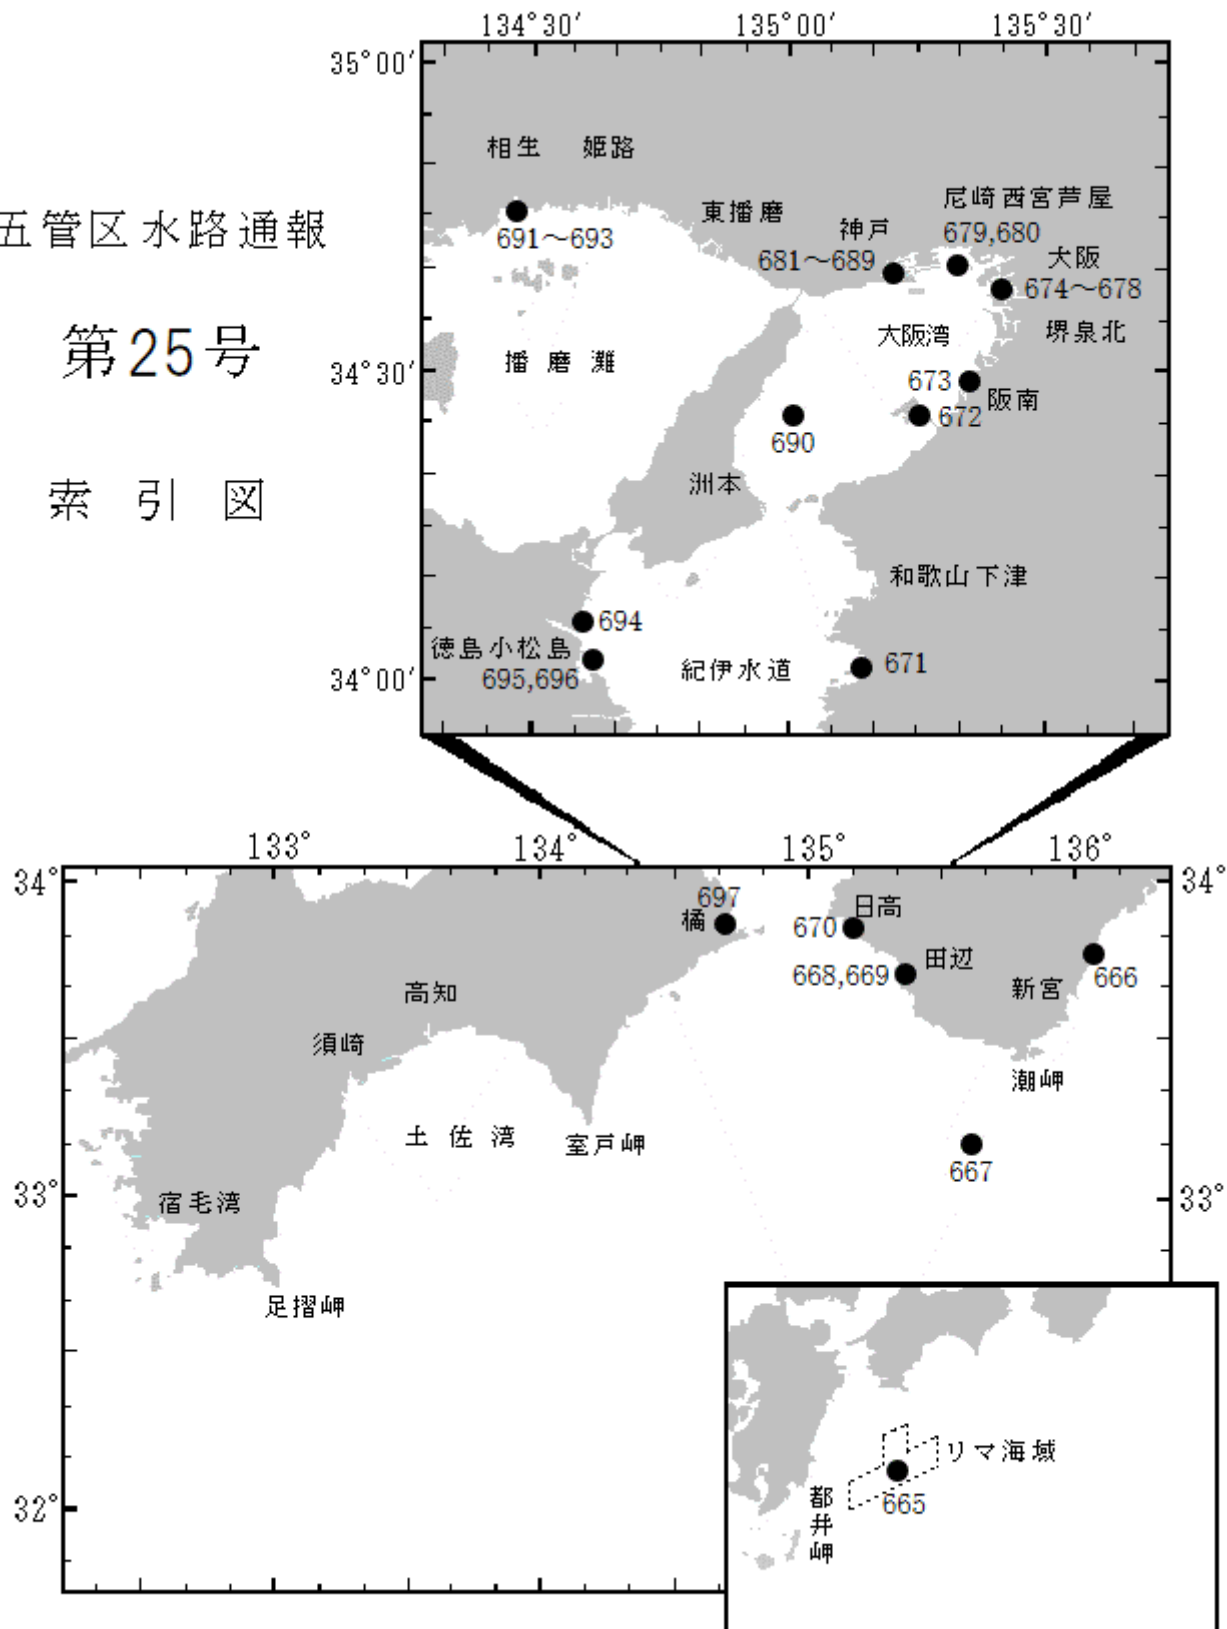 134°30′ 135°00′ 135°30′
35°00′
相生 姫路
尼崎西宮芦屋
東播磨
神戸
679,680
五管区水路通報
691～693
681～689
大阪
674～678
第25号
大阪湾
堺泉北
播磨灘
34°30′
673
阪南
672
690
索引図
洲本
和歌山下津
694
徳島小松島
695,696
紀伊水道
671
34°00′
133° 134° 135° 136°
34° 34°
697
橘
日高
670
田辺
668,669
666
新宮
高知
須崎
潮岬
土佐湾
室戸岬
667
33° 33°
宿毛湾
足摺岬
リマ海域
665
都井岬
32°